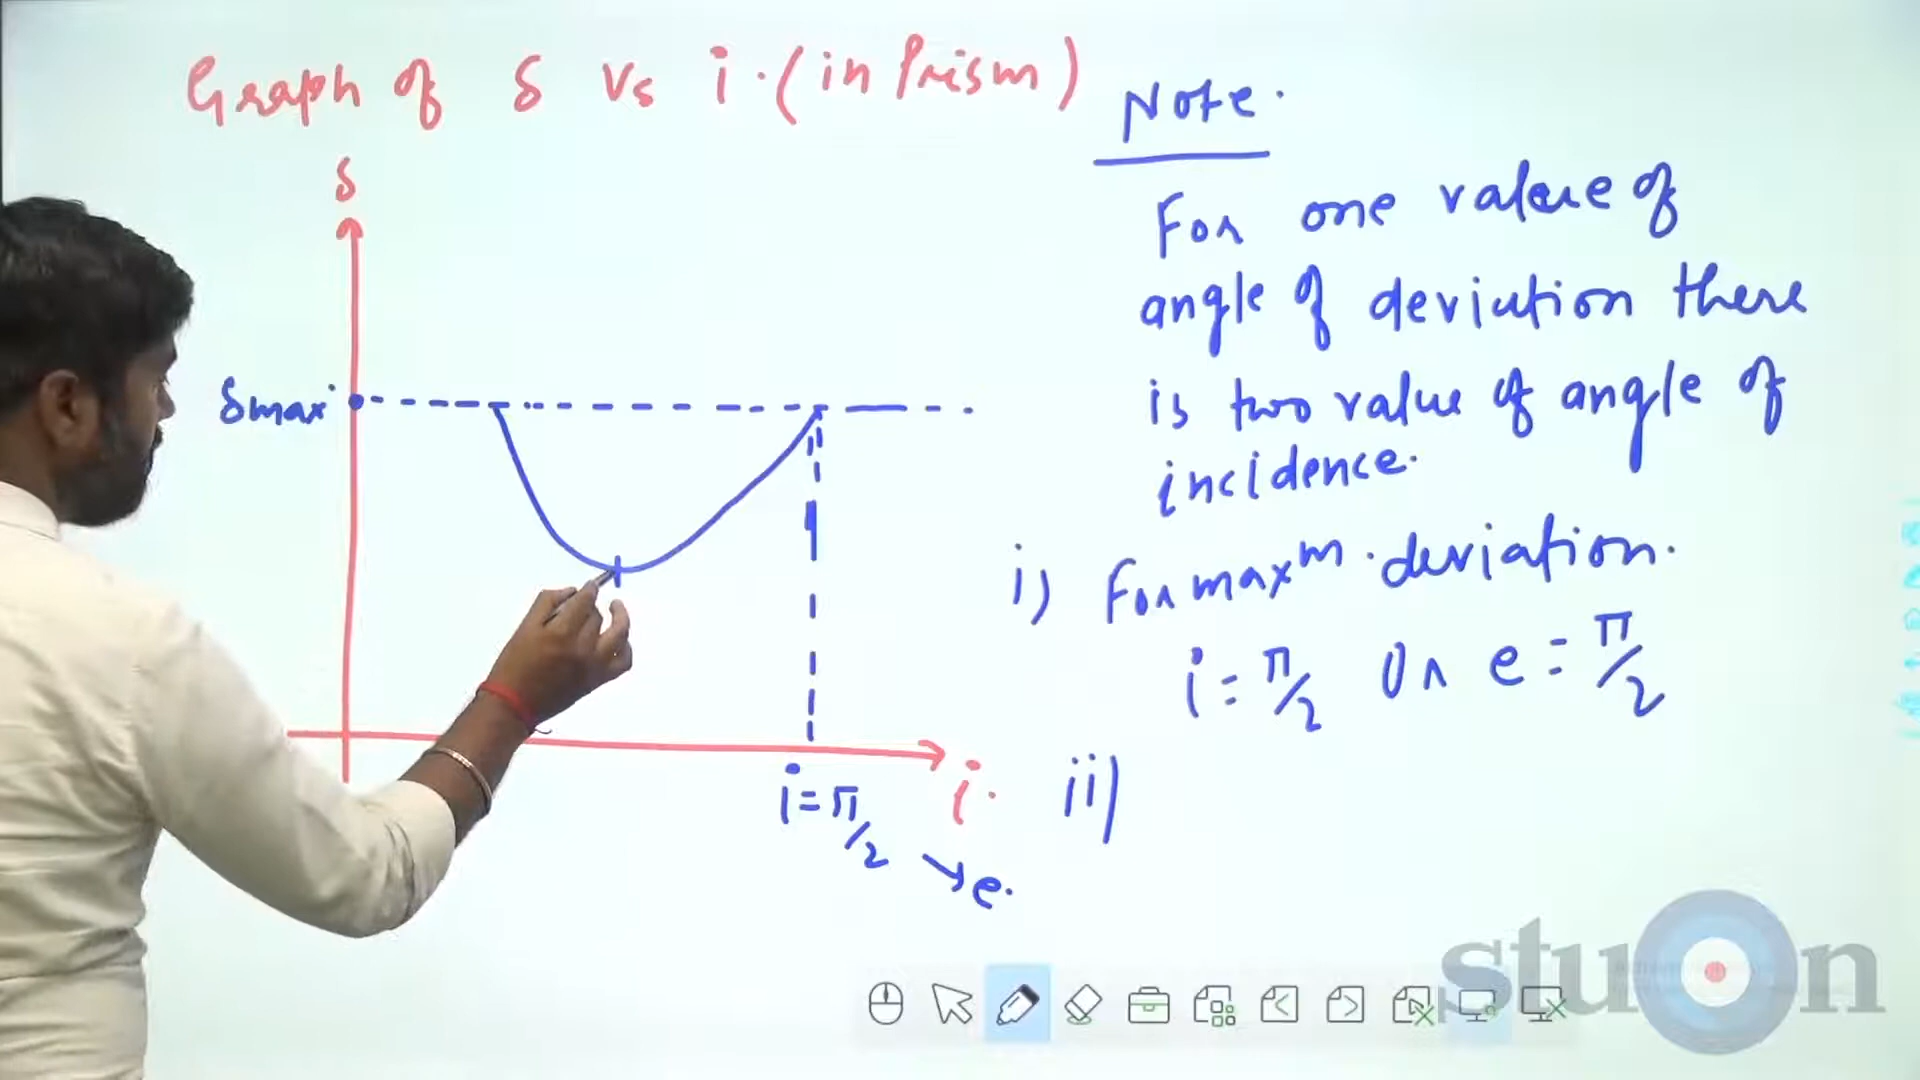 Graph of δ Vs i. (in Prism)
δ
δmax
i = π/2
i.
→ e.
Note.
For one value of
angle of deviation there
is two value of angle of
incidence.
i) For maxᵐ. deviation.
i = π/2 Or e = π/2
ii)
stuon